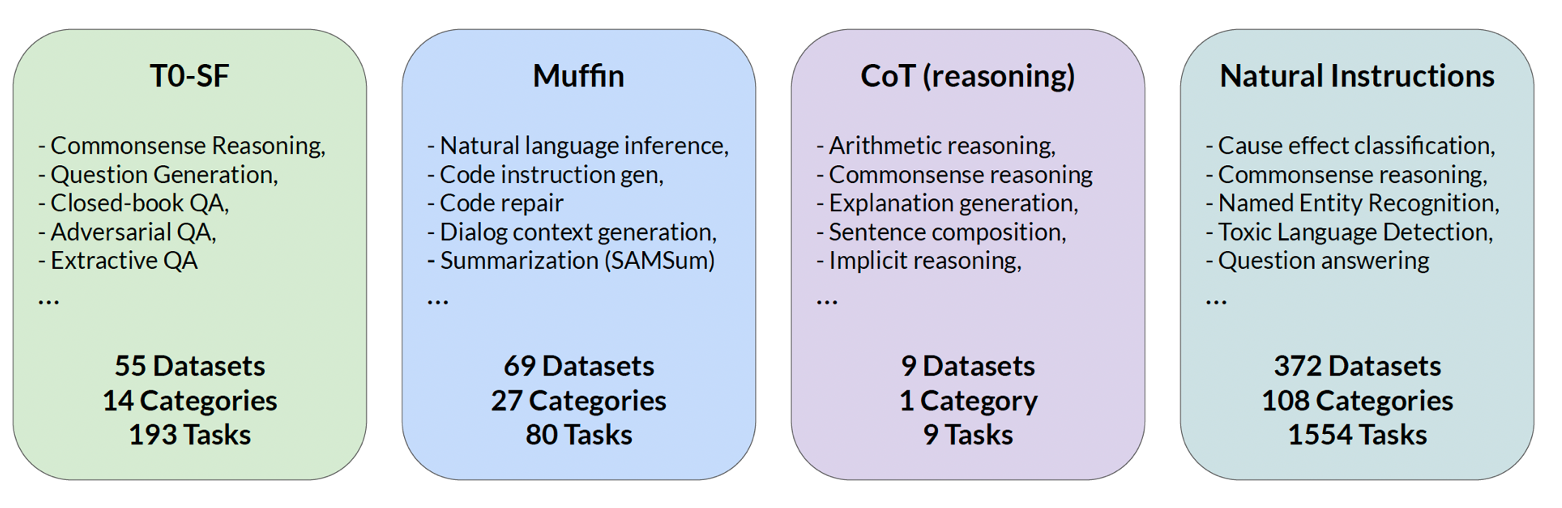 T0-SF
- Commonsense Reasoning,
- Question Generation,
- Closed-book QA,
- Adversarial QA,
- Extractive QA
...
55 Datasets
14 Categories
193 Tasks
Muffin
- Natural language inference,
- Code instruction gen,
- Code repair
- Dialog context generation,
- Summarization (SAMSum)
...
69 Datasets
27 Categories
80 Tasks
CoT (reasoning)
- Arithmetic reasoning,
- Commonsense reasoning
- Explanation generation,
- Sentence composition,
- Implicit reasoning,
...
9 Datasets
1 Category
9 Tasks
Natural Instructions
- Cause effect classification,
- Commonsense reasoning,
- Named Entity Recognition,
- Toxic Language Detection,
- Question answering
...
372 Datasets
108 Categories
1554 Tasks